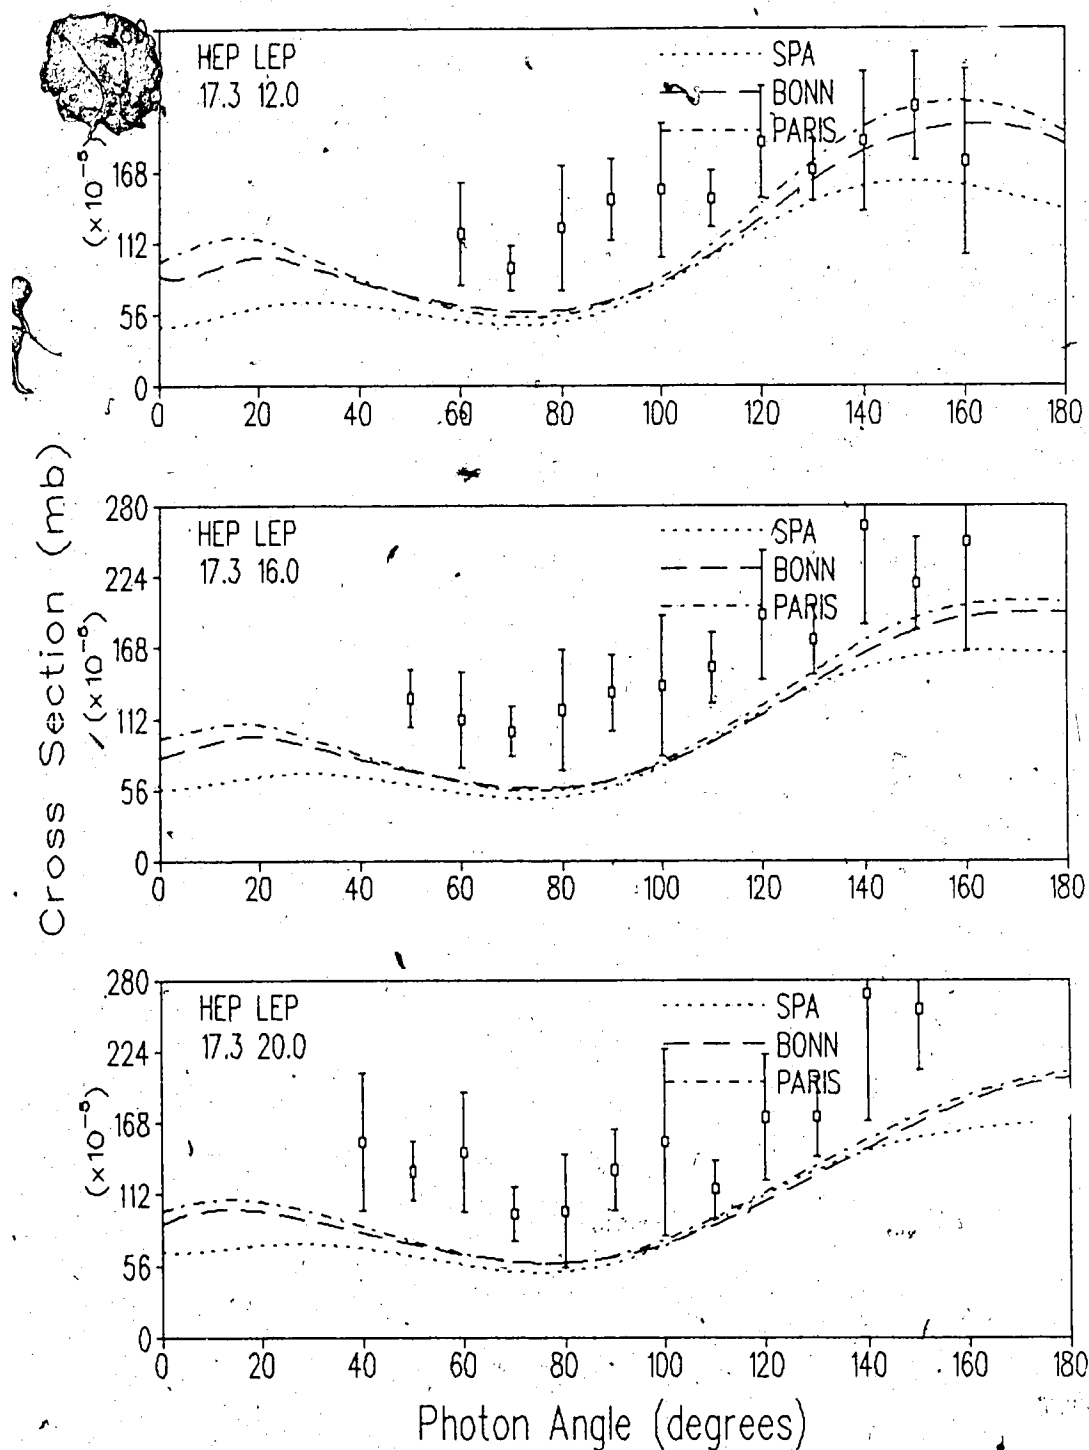 HEP LEP
17.3 12.0
SPA
BONN
PARIS
168
112
56
0
(×10⁻⁵)
0 20 40 60 80 100 120 140 160 180
Cross Section (mb)
280
224
168
112
56
0
HEP LEP
17.3 16.0
SPA
BONN
PARIS
(×10⁻⁵)
0 20 40 60 80 100 120 140 160 180
280
224
168
112
56
0
HEP LEP
17.3 20.0
SPA
BONN
PARIS
(×10⁻⁵)
0 20 40 60 80 100 120 140 160 180
Photon Angle (degrees)